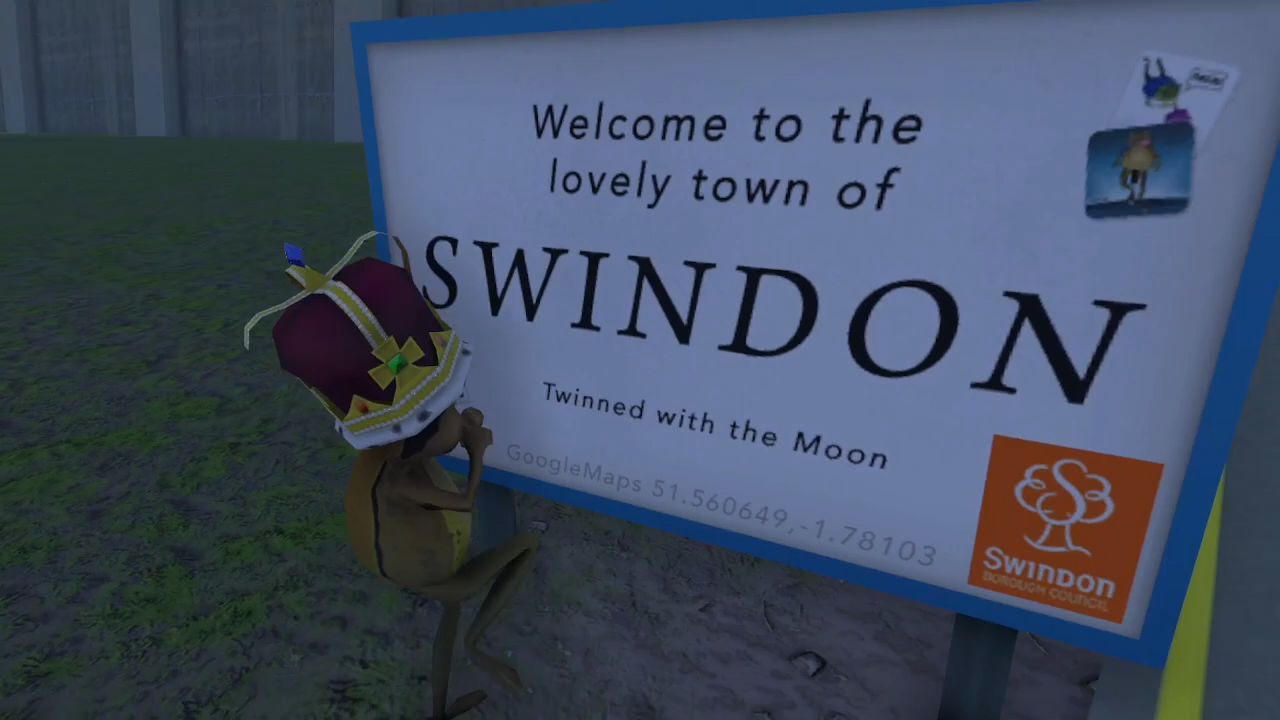 Welcome to the
lovely town of
SWINDON
Twinned with the Moon
GoogleMaps 51.560649,-1.78103
SWINDON
BOROUGH COUNCIL